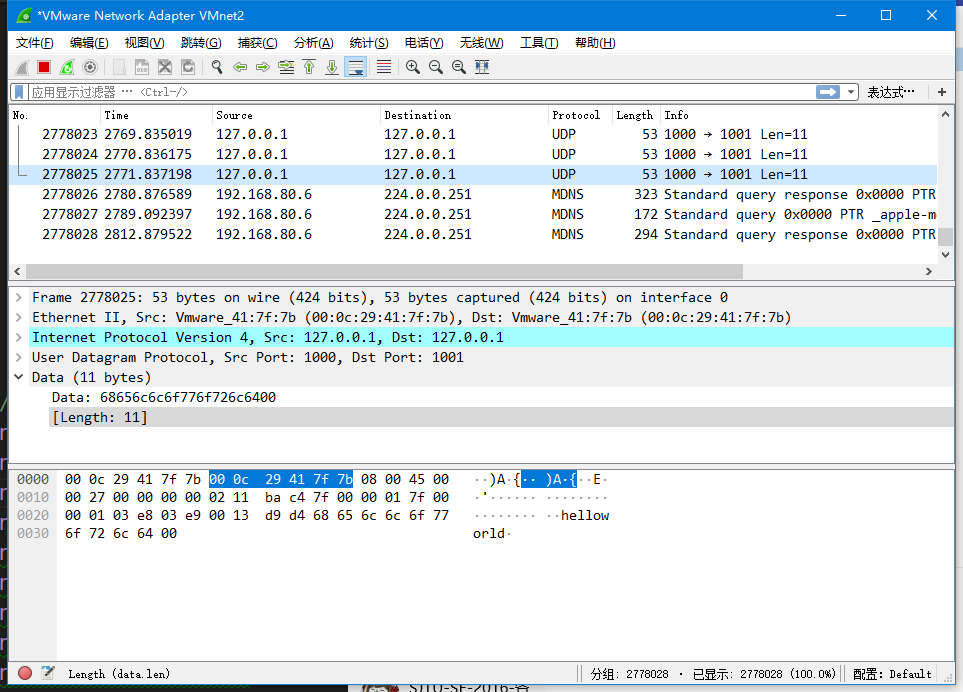 *VMware Network Adapter VMnet2
文件(F) 编辑(E) 视图(V) 跳转(G) 捕获(C) 分析(A) 统计(S) 电话(Y) 无线(W) 工具(T) 帮助(H)
应用显示过滤器 ··· <Ctrl-/> 表达式··· +
No. Time Source Destination Protocol Length Info
2778023 2769.835019 127.0.0.1 127.0.0.1 UDP 53 1000 → 1001 Len=11
2778024 2770.836175 127.0.0.1 127.0.0.1 UDP 53 1000 → 1001 Len=11
2778025 2771.837198 127.0.0.1 127.0.0.1 UDP 53 1000 → 1001 Len=11
2778026 2780.876589 192.168.80.6 224.0.0.251 MDNS 323 Standard query response 0x0000 PTR
2778027 2789.092397 192.168.80.6 224.0.0.251 MDNS 172 Standard query 0x0000 PTR _apple-m
2778028 2812.879522 192.168.80.6 224.0.0.251 MDNS 294 Standard query response 0x0000 PTR
Frame 2778025: 53 bytes on wire (424 bits), 53 bytes captured (424 bits) on interface 0
Ethernet II, Src: Vmware_41:7f:7b (00:0c:29:41:7f:7b), Dst: Vmware_41:7f:7b (00:0c:29:41:7f:7b)
Internet Protocol Version 4, Src: 127.0.0.1, Dst: 127.0.0.1
User Datagram Protocol, Src Port: 1000, Dst Port: 1001
Data (11 bytes)
Data: 68656c6c6f776f726c6400
[Length: 11]
0000 00 0c 29 41 7f 7b 00 0c 29 41 7f 7b 08 00 45 00 ··)A·{·· )A·{··E·
0010 00 27 00 00 00 00 02 11 ba c4 7f 00 00 01 7f 00 ·'······ ········
0020 00 01 03 e8 03 e9 00 13 d9 d4 68 65 6c 6c 6f 77 ········ ··hellow
0030 6f 72 6c 64 00 orld·
Length (data.len) 分组: 2778028 · 已显示: 2778028 (100.0%) 配置: Default